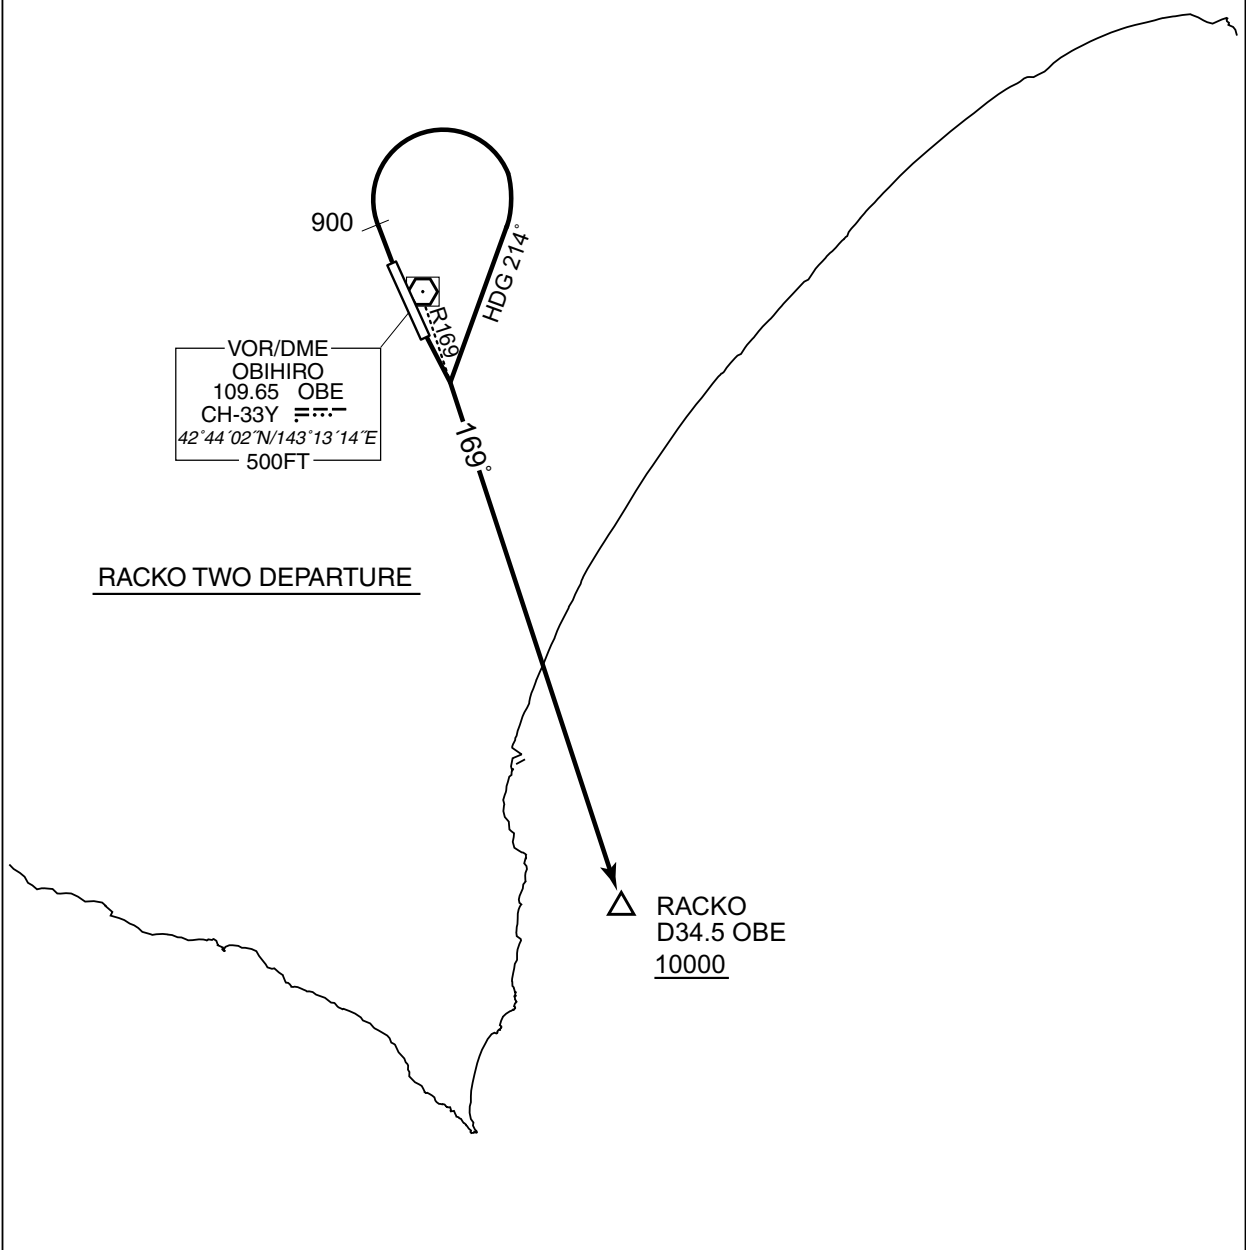 900
HDG 214°
R169
VOR/DME
OBIHIRO
109.65 OBE
CH-33Y
42°44´02˝N/143°13´14˝E
500FT
169°
RACKO TWO DEPARTURE
RACKO
D34.5 OBE
10000